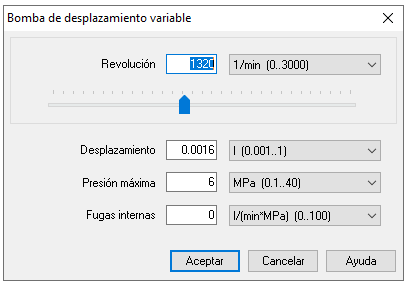 Bomba de desplazamiento variable
Revolución 1320 1/min (0..3000)
Desplazamiento 0.0016 l (0.001..1)
Presión máxima 6 MPa (0.1..40)
Fugas internas 0 l/(min*MPa) (0..100)
Aceptar Cancelar Ayuda